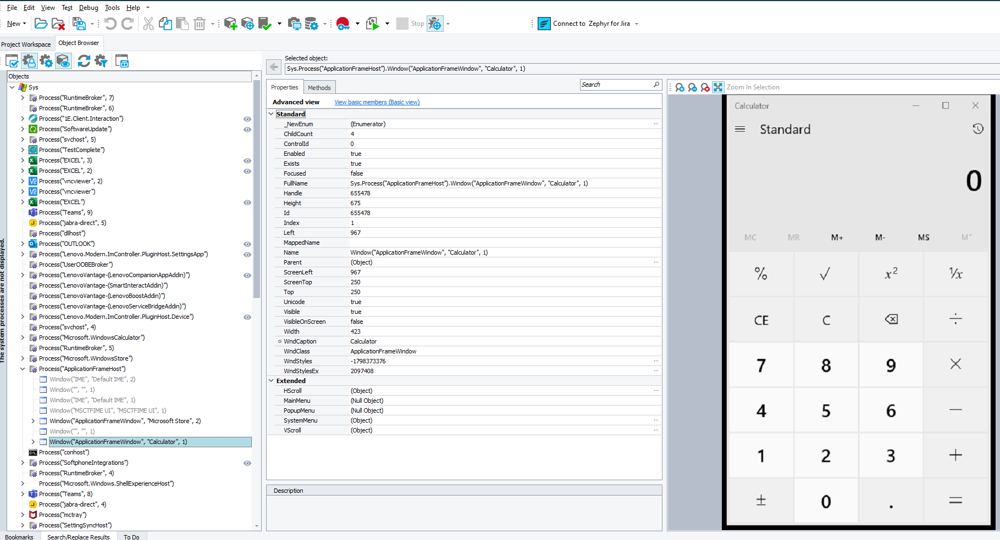 File Edit View Test Debug Tools Help
New Stop Connect to Zephyr for Jira
Project Workspace Object Browser
The system processes are not displayed.
Objects
Sys
Process("RuntimeBroker", 7)
Process("RuntimeBroker", 6)
Process("1E.Client.Interaction")
Process("SoftwareUpdate")
Process("svchost", 5)
Process("TestComplete")
Process("EXCEL", 3)
Process("EXCEL", 2)
Process("vncviewer", 2)
Process("vncviewer")
Process("EXCEL")
Process("Teams", 9)
Process("jabra-direct", 5)
Process("dllhost")
Process("OUTLOOK")
Process("Lenovo.Modern.ImController.PluginHost.SettingsApp")
Process("UserOOBEBroker")
Process("LenovoVantage-(LenovoCompanionAppAddin)")
Process("LenovoVantage-(SmartInteractAddin)")
Process("LenovoVantage-(LenovoBoostAddin)")
Process("LenovoVantage-(LenovoServiceBridgeAddin)")
Process("Lenovo.Modern.ImController.PluginHost.Device")
Process("svchost", 4)
Process("Microsoft.WindowsCalculator")
Process("RuntimeBroker", 5)
Process("Microsoft.WindowsStore")
Process("ApplicationFrameHost")
Window("IME", "Default IME", 2)
Window("", "", 1)
Window("IME", "Default IME", 1)
Window("MSCTFIME UI", "MSCTFIME UI", 1)
Window("ApplicationFrameWindow", "Microsoft Store", 2)
Window("", "", 1)
Window("ApplicationFrameWindow", "Calculator", 1)
Process("conhost")
Process("SoftphoneIntegrations")
Process("RuntimeBroker", 4)
Process("Microsoft.Windows.ShellExperienceHost")
Process("Teams", 8)
Process("jabra-direct", 4)
Process("mctray")
Process("SettingSyncHost")
Bookmarks Search/Replace Results To Do
Selected object:
Sys.Process("ApplicationFrameHost").Window("ApplicationFrameWindow", "Calculator", 1)
Properties Methods Search
Advanced view View basic members (Basic view)
Standard
_NewEnum (Enumerator) ...
ChildCount 4
ControlId 0
Enabled true
Exists true
Focused false
FullName Sys.Process("ApplicationFrameHost").Window("ApplicationFrameWindow", "Calculator", 1)
Handle 655478
Height 675
Id 655478
Index 1
Left 967
MappedName
Name Window("ApplicationFrameWindow", "Calculator", 1)
Parent (Object) ...
ScreenLeft 967
ScreenTop 250
Top 250
Unicode true
Visible true
VisibleOnScreen false
Width 423
WndCaption Calculator
WndClass ApplicationFrameWindow
WndStyles -1798373376 ...
WndStylesEx 2097408 ...
Extended
HScroll (Object) ...
MainMenu (Null Object)
PopupMenu (Null Object)
SystemMenu (Object) ...
VScroll (Object) ...
Description
Zoom In Selection
Calculator
Standard
0
MC MR M+ M- MS M˅
% √ x² ¹/x
CE C ⌫ ÷
7 8 9 ×
4 5 6 −
1 2 3 +
± 0 . =